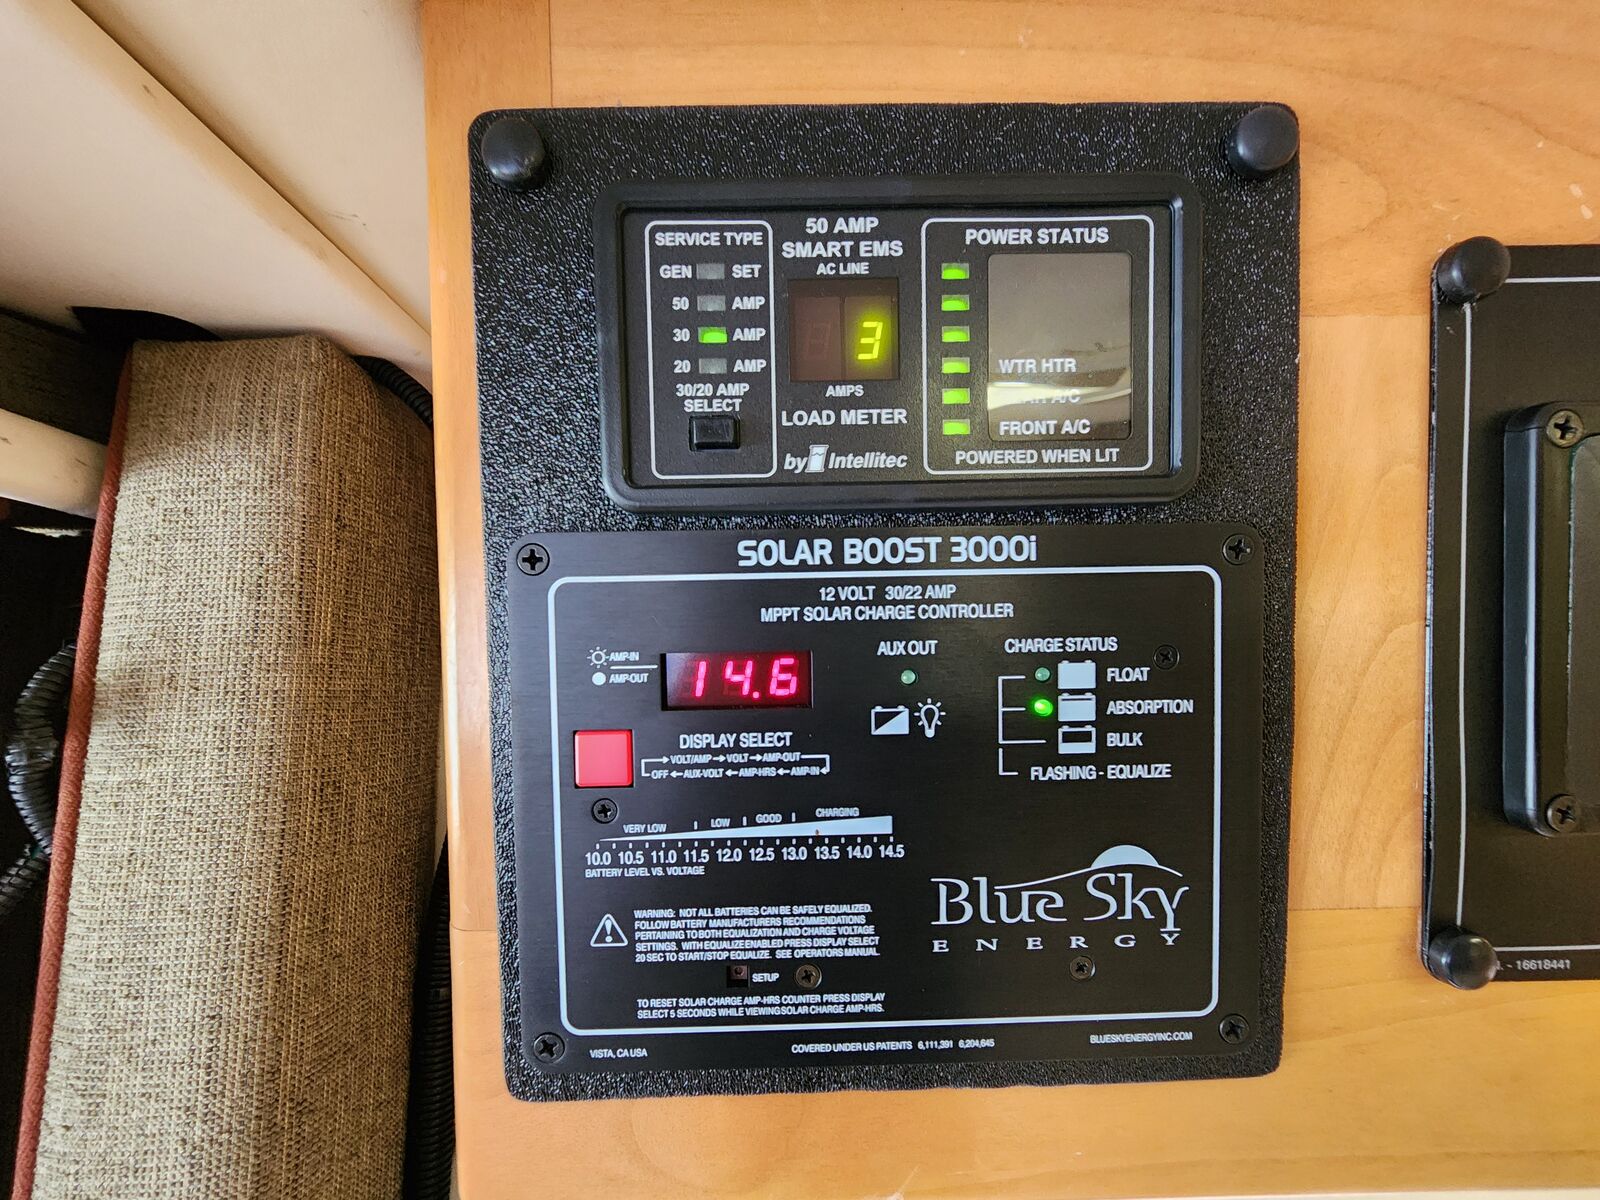 SERVICE TYPE
GEN SET
50 AMP
30 AMP
20 AMP
30/20 AMP
SELECT
50 AMP
SMART EMS
AC LINE
3
AMPS
LOAD METER
by Intellitec
POWER STATUS
WTR HTR
A/C
FRONT A/C
POWERED WHEN LIT
SOLAR BOOST 3000i
12 VOLT 30/22 AMP
MPPT SOLAR CHARGE CONTROLLER
AMP-IN
AMP-OUT
14.6
DISPLAY SELECT
VOLT/AMP → VOLT → AMP-OUT
OFF ← AUX-VOLT ← AMP-HRS ← AMP-IN
AUX OUT
CHARGE STATUS
FLOAT
ABSORPTION
BULK
FLASHING - EQUALIZE
VERY LOW LOW GOOD CHARGING
10.0 10.5 11.0 11.5 12.0 12.5 13.0 13.5 14.0 14.5
BATTERY LEVEL VS. VOLTAGE
WARNING: NOT ALL BATTERIES CAN BE SAFELY EQUALIZED.
FOLLOW BATTERY MANUFACTURERS RECOMMENDATIONS
PERTAINING TO BOTH EQUALIZATION AND CHARGE VOLTAGE
SETTINGS. WITH EQUALIZE ENABLED PRESS DISPLAY SELECT
20 SEC TO START/STOP EQUALIZE. SEE OPERATORS MANUAL.
SETUP
TO RESET SOLAR CHARGE AMP-HRS COUNTER PRESS DISPLAY
SELECT 5 SECONDS WHILE VIEWING SOLAR CHARGE AMP-HRS.
Blue Sky
ENERGY
VISTA, CA USA
COVERED UNDER US PATENTS 6,111,391 6,204,645
BLUESKYENERGYINC.COM
- 16618441